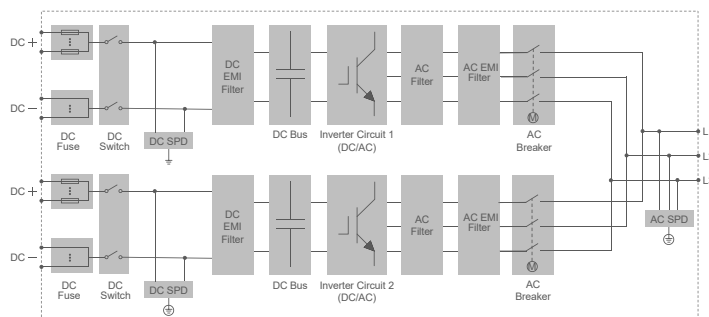 DC +
DC −
DC
Fuse
DC
Switch
DC SPD
DC
EMI
Filter
DC Bus
Inverter Circuit 1
(DC/AC)
AC
Filter
AC EMI
Filter
M
AC
Breaker
L
L
L
AC SPD
DC +
DC −
DC
Fuse
DC
Switch
DC SPD
DC
EMI
Filter
DC Bus
Inverter Circuit 2
(DC/AC)
AC
Filter
AC EMI
Filter
M
AC
Breaker